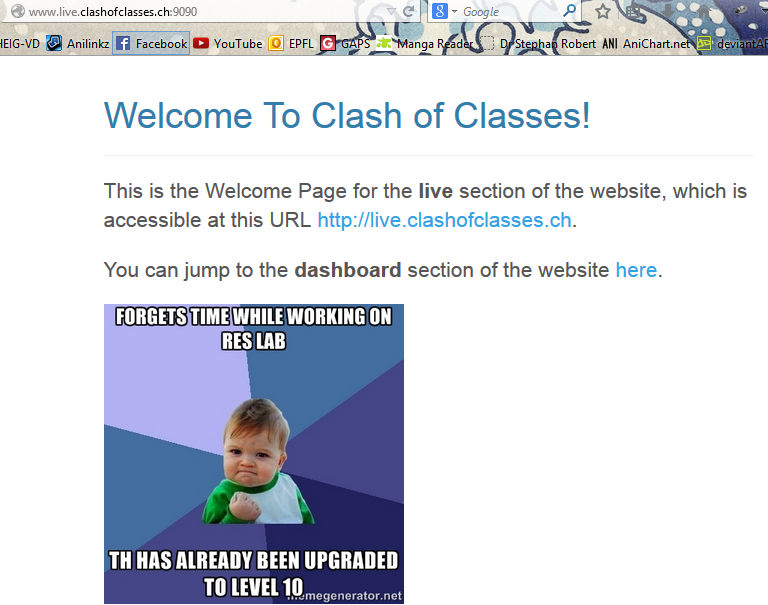 www.live.clashofclasses.ch:9090
Google
HEIG-VD Anilinkz Facebook YouTube EPFL GAPS Manga Reader Dr Stephan Robert ANI AniChart.net deviantAR
Welcome To Clash of Classes!
This is the Welcome Page for the live section of the website, which is
accessible at this URL http://live.clashofclasses.ch.
You can jump to the dashboard section of the website here.
FORGETS TIME WHILE WORKING ON
RES LAB
TH HAS ALREADY BEEN UPGRADED
TO LEVEL 10
memegenerator.net